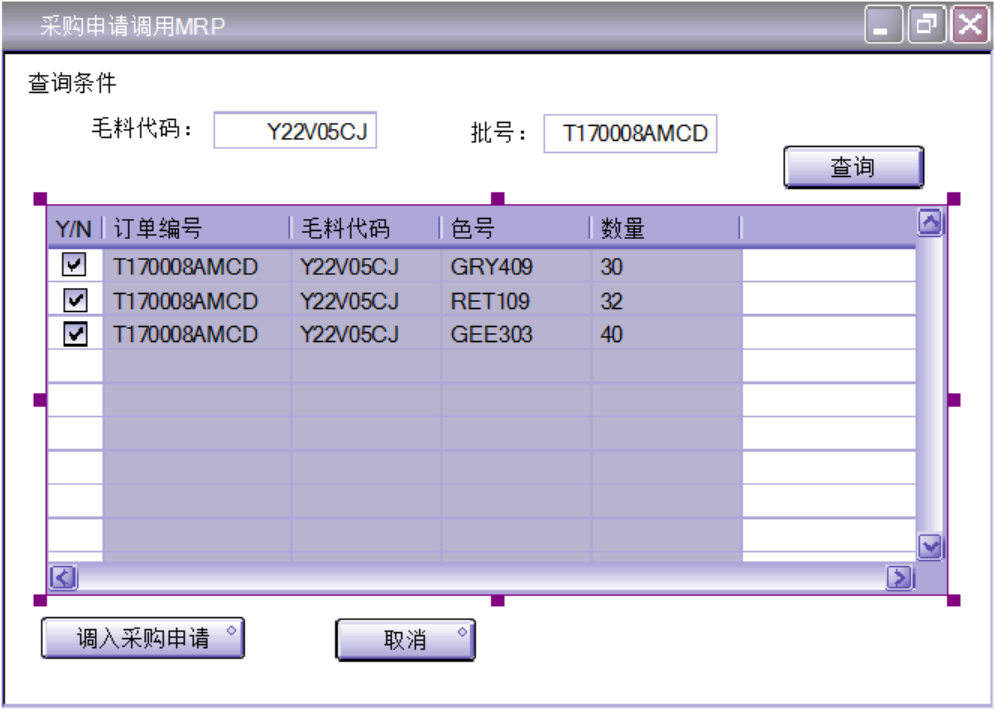 采购申请调用MRP
查询条件
毛料代码： Y22V05CJ 批号： T170008AMCD
查询
Y/N 订单编号 毛料代码 色号 数量
T170008AMCD Y22V05CJ GRY409 30
T170008AMCD Y22V05CJ RET109 32
T170008AMCD Y22V05CJ GEE303 40
调入采购申请 取消